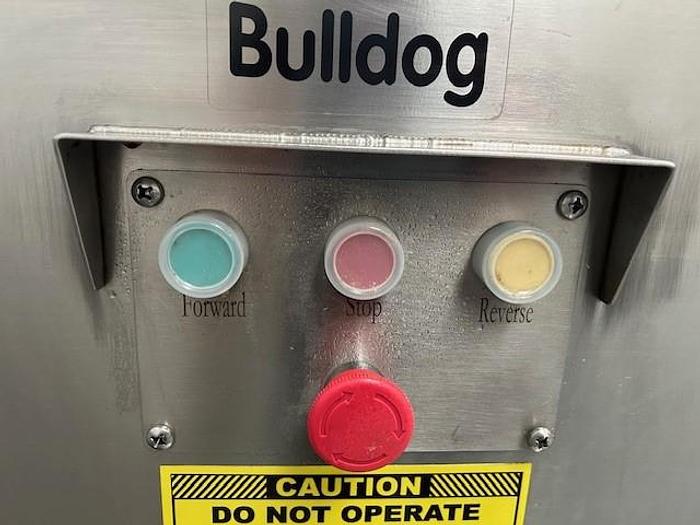 Bulldog
Forward Stop Reverse
CAUTION
DO NOT OPERATE